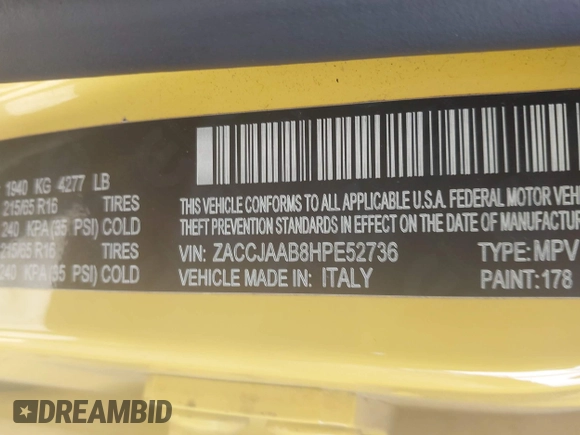 1940 KG 4277 LB
215/65 R16 TIRES
240 KPA (35 PSI) COLD
215/65 R16 TIRES
240 KPA (35 PSI) COLD
THIS VEHICLE CONFORMS TO ALL APPLICABLE U.S.A. FEDERAL MOTOR VEHIC
THEFT PREVENTION STANDARDS IN EFFECT ON THE DATE OF MANUFACTURE
VIN: ZACCJAAB8HPE52736 TYPE: MPV
VEHICLE MADE IN: ITALY PAINT: 178
DREAMBID